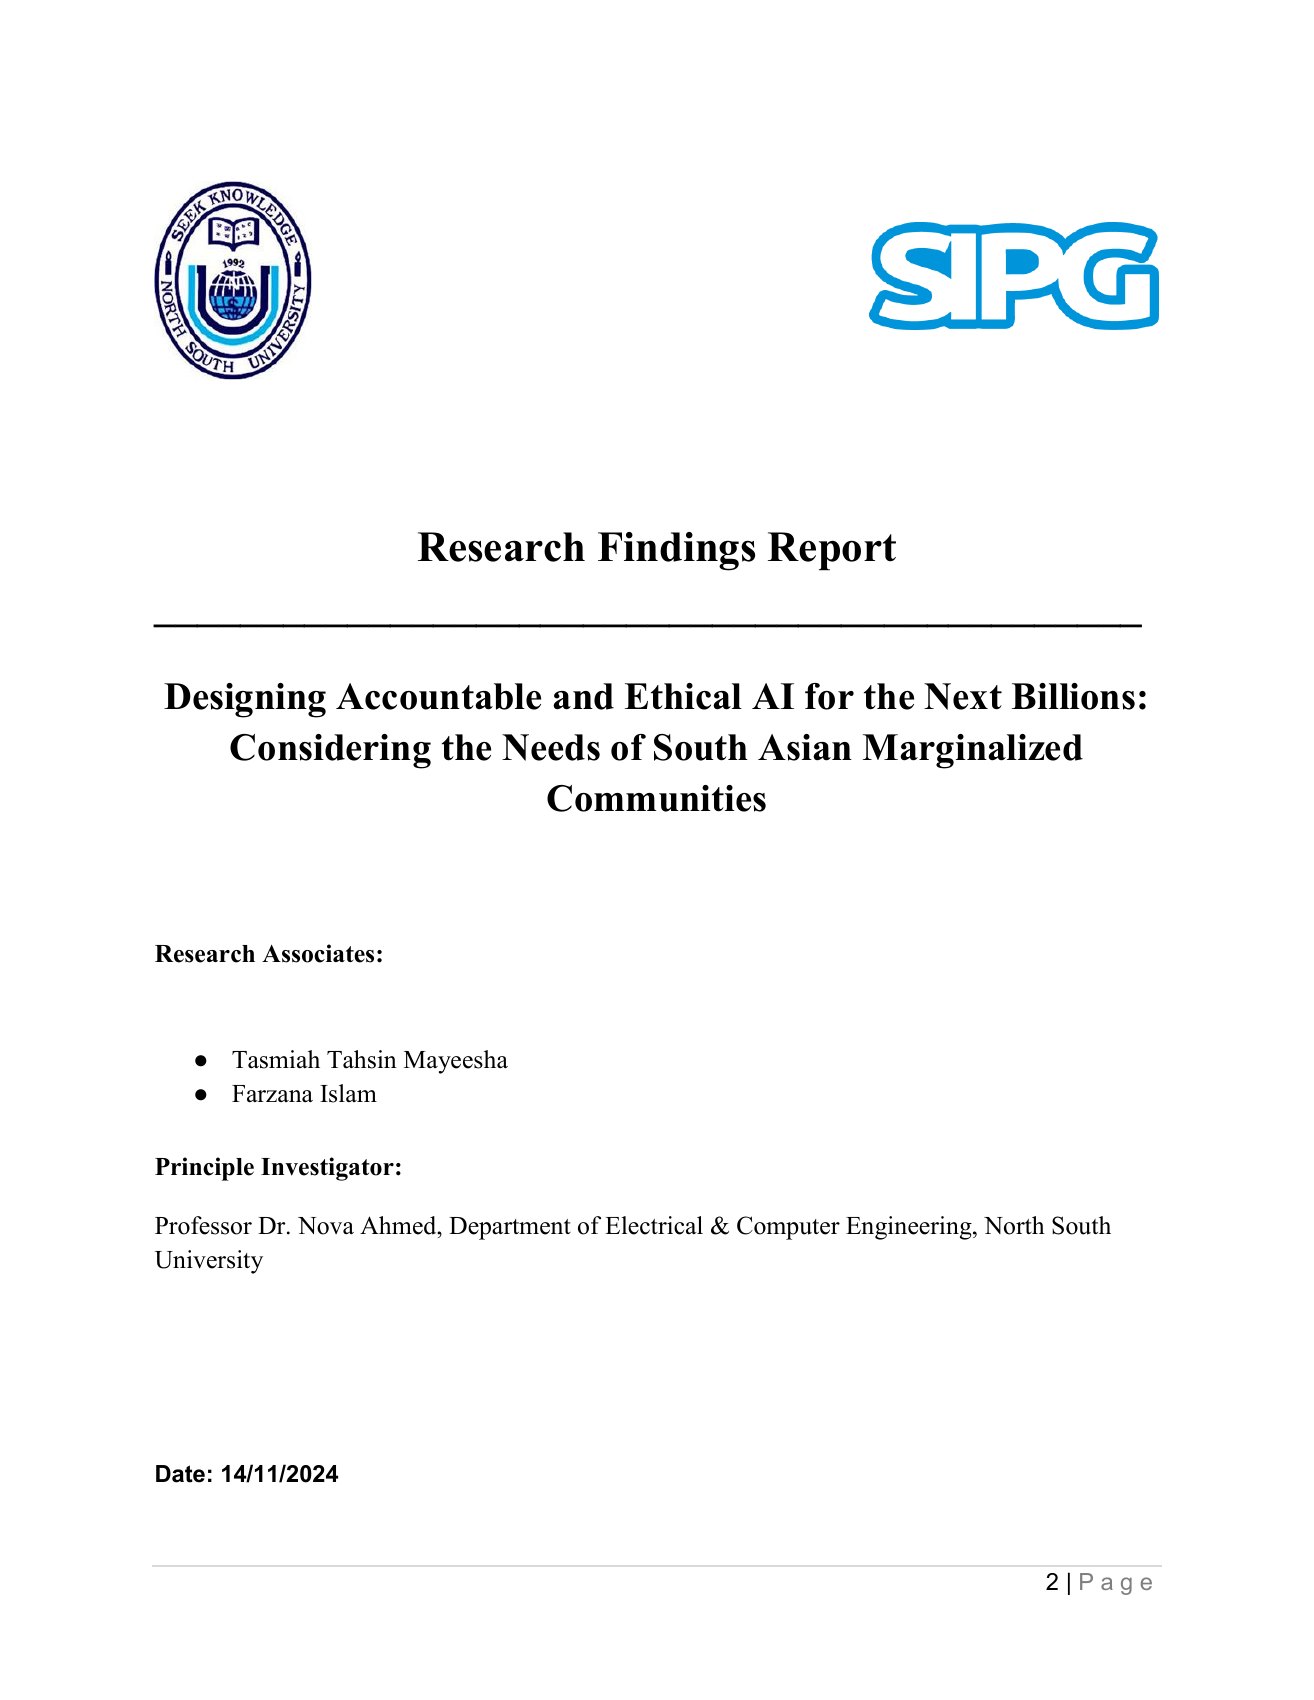 SEEK KNOWLEDGE
1992
NORTH SOUTH UNIVERSITY
SIPG
Research Findings Report
Designing Accountable and Ethical AI for the Next Billions:
Considering the Needs of South Asian Marginalized
Communities
Research Associates:
● Tasmiah Tahsin Mayeesha
● Farzana Islam
Principle Investigator:
Professor Dr. Nova Ahmed, Department of Electrical & Computer Engineering, North South
University
Date: 14/11/2024
2 | P a g e